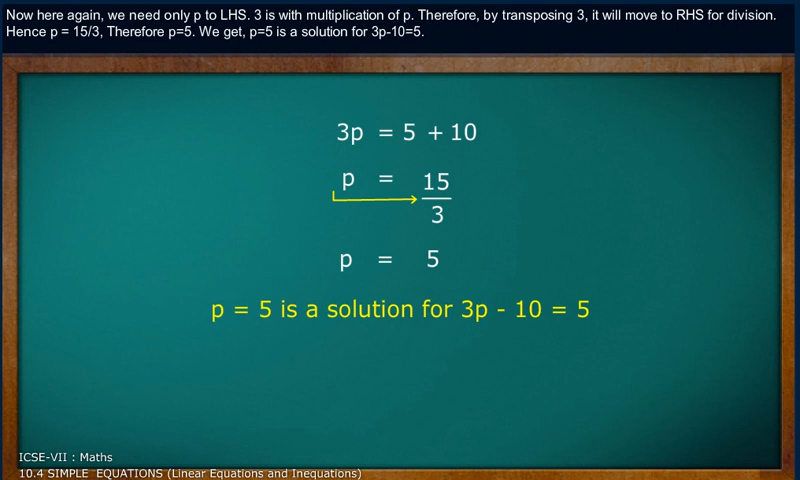 Now here again, we need only p to LHS. 3 is with multiplication of p. Therefore, by transposing 3, it will move to RHS for division.
Hence p = 15/3, Therefore p=5. We get, p=5 is a solution for 3p-10=5.
3p = 5 + 10
p = 15
3
p = 5
p = 5 is a solution for 3p - 10 = 5
ICSE-VII : Maths
10.4 SIMPLE EQUATIONS (Linear Equations and Inequations)